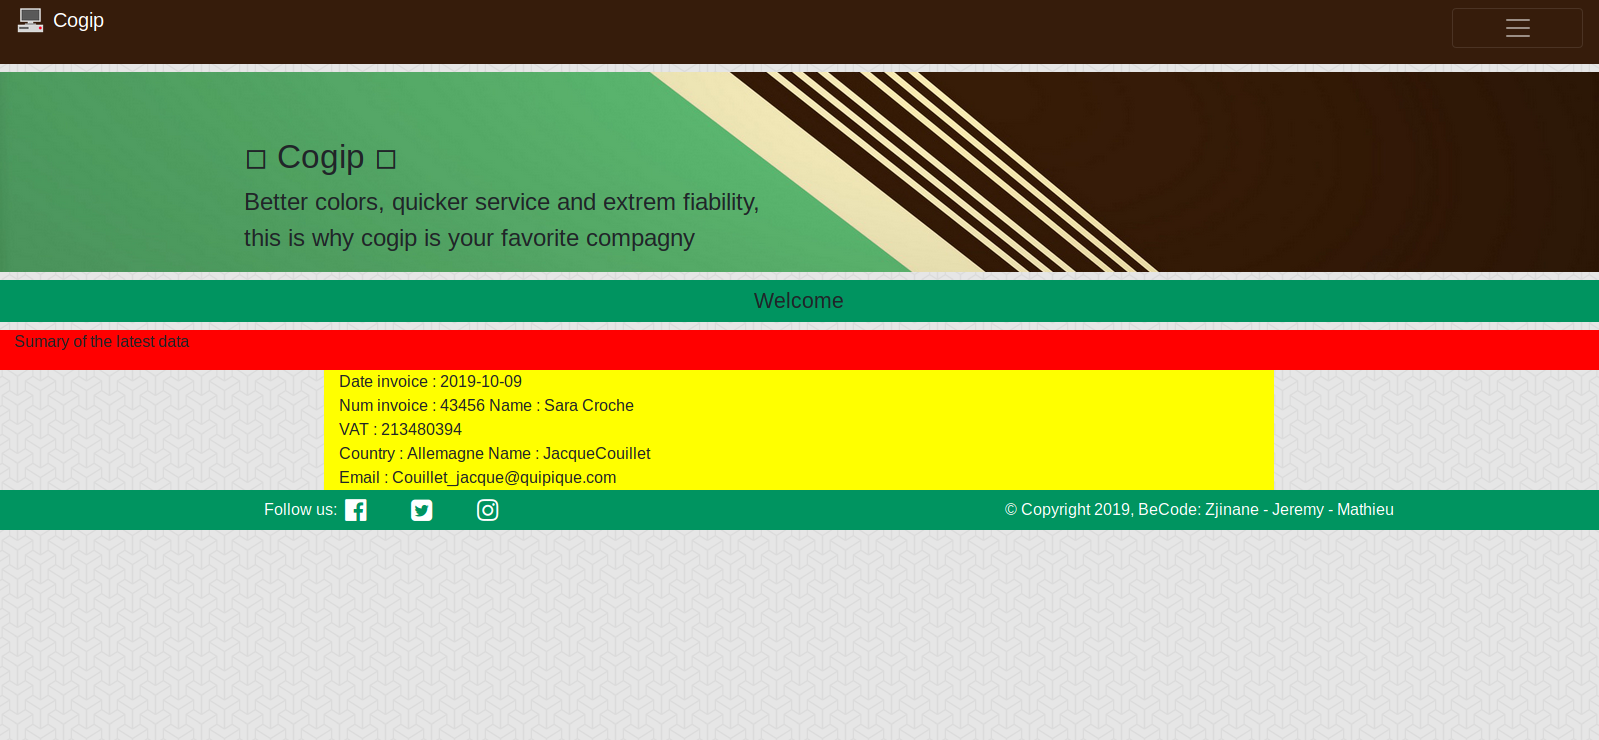 Cogip
Cogip
Better colors, quicker service and extrem fiability,
this is why cogip is your favorite compagny
Welcome
Sumary of the latest data
Date invoice : 2019-10-09
Num invoice : 43456 Name : Sara Croche
VAT : 213480394
Country : Allemagne Name : JacqueCouillet
Email : Couillet_jacque@quipique.com
Follow us:
© Copyright 2019, BeCode: Zjinane - Jeremy - Mathieu